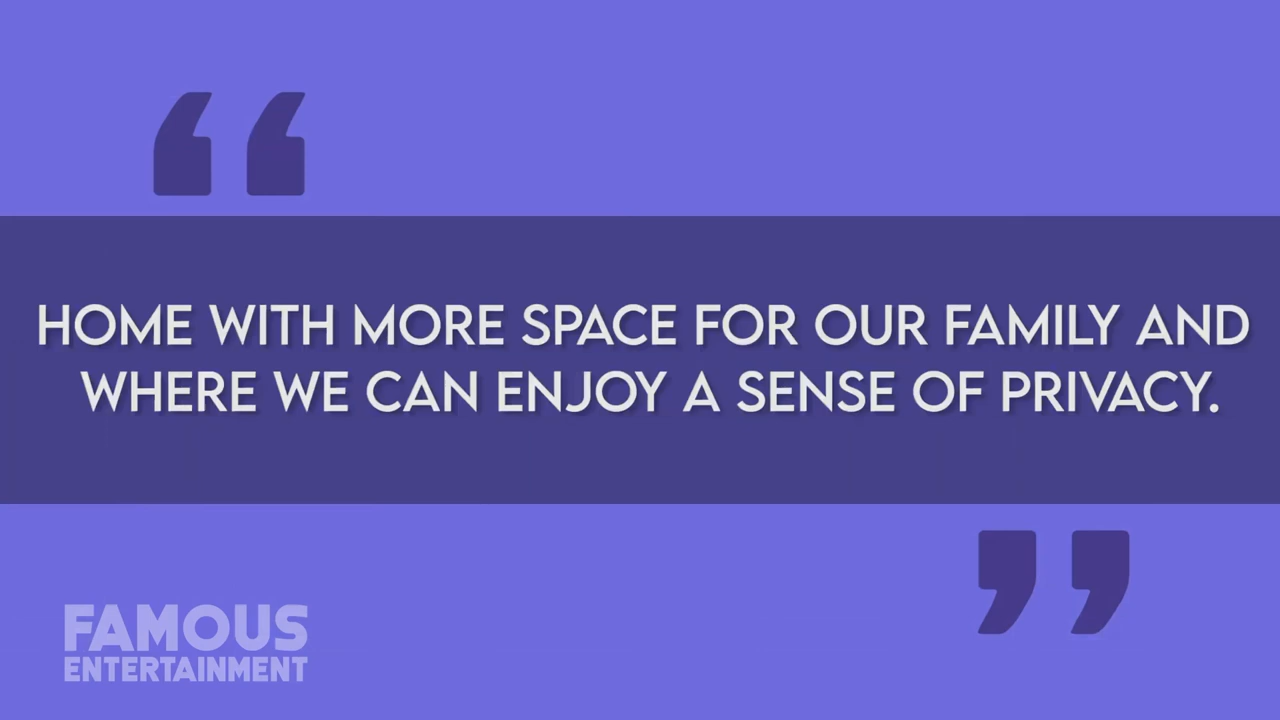 “
HOME WITH MORE SPACE FOR OUR FAMILY AND
WHERE WE CAN ENJOY A SENSE OF PRIVACY.
”
FAMOUS
ENTERTAINMENT